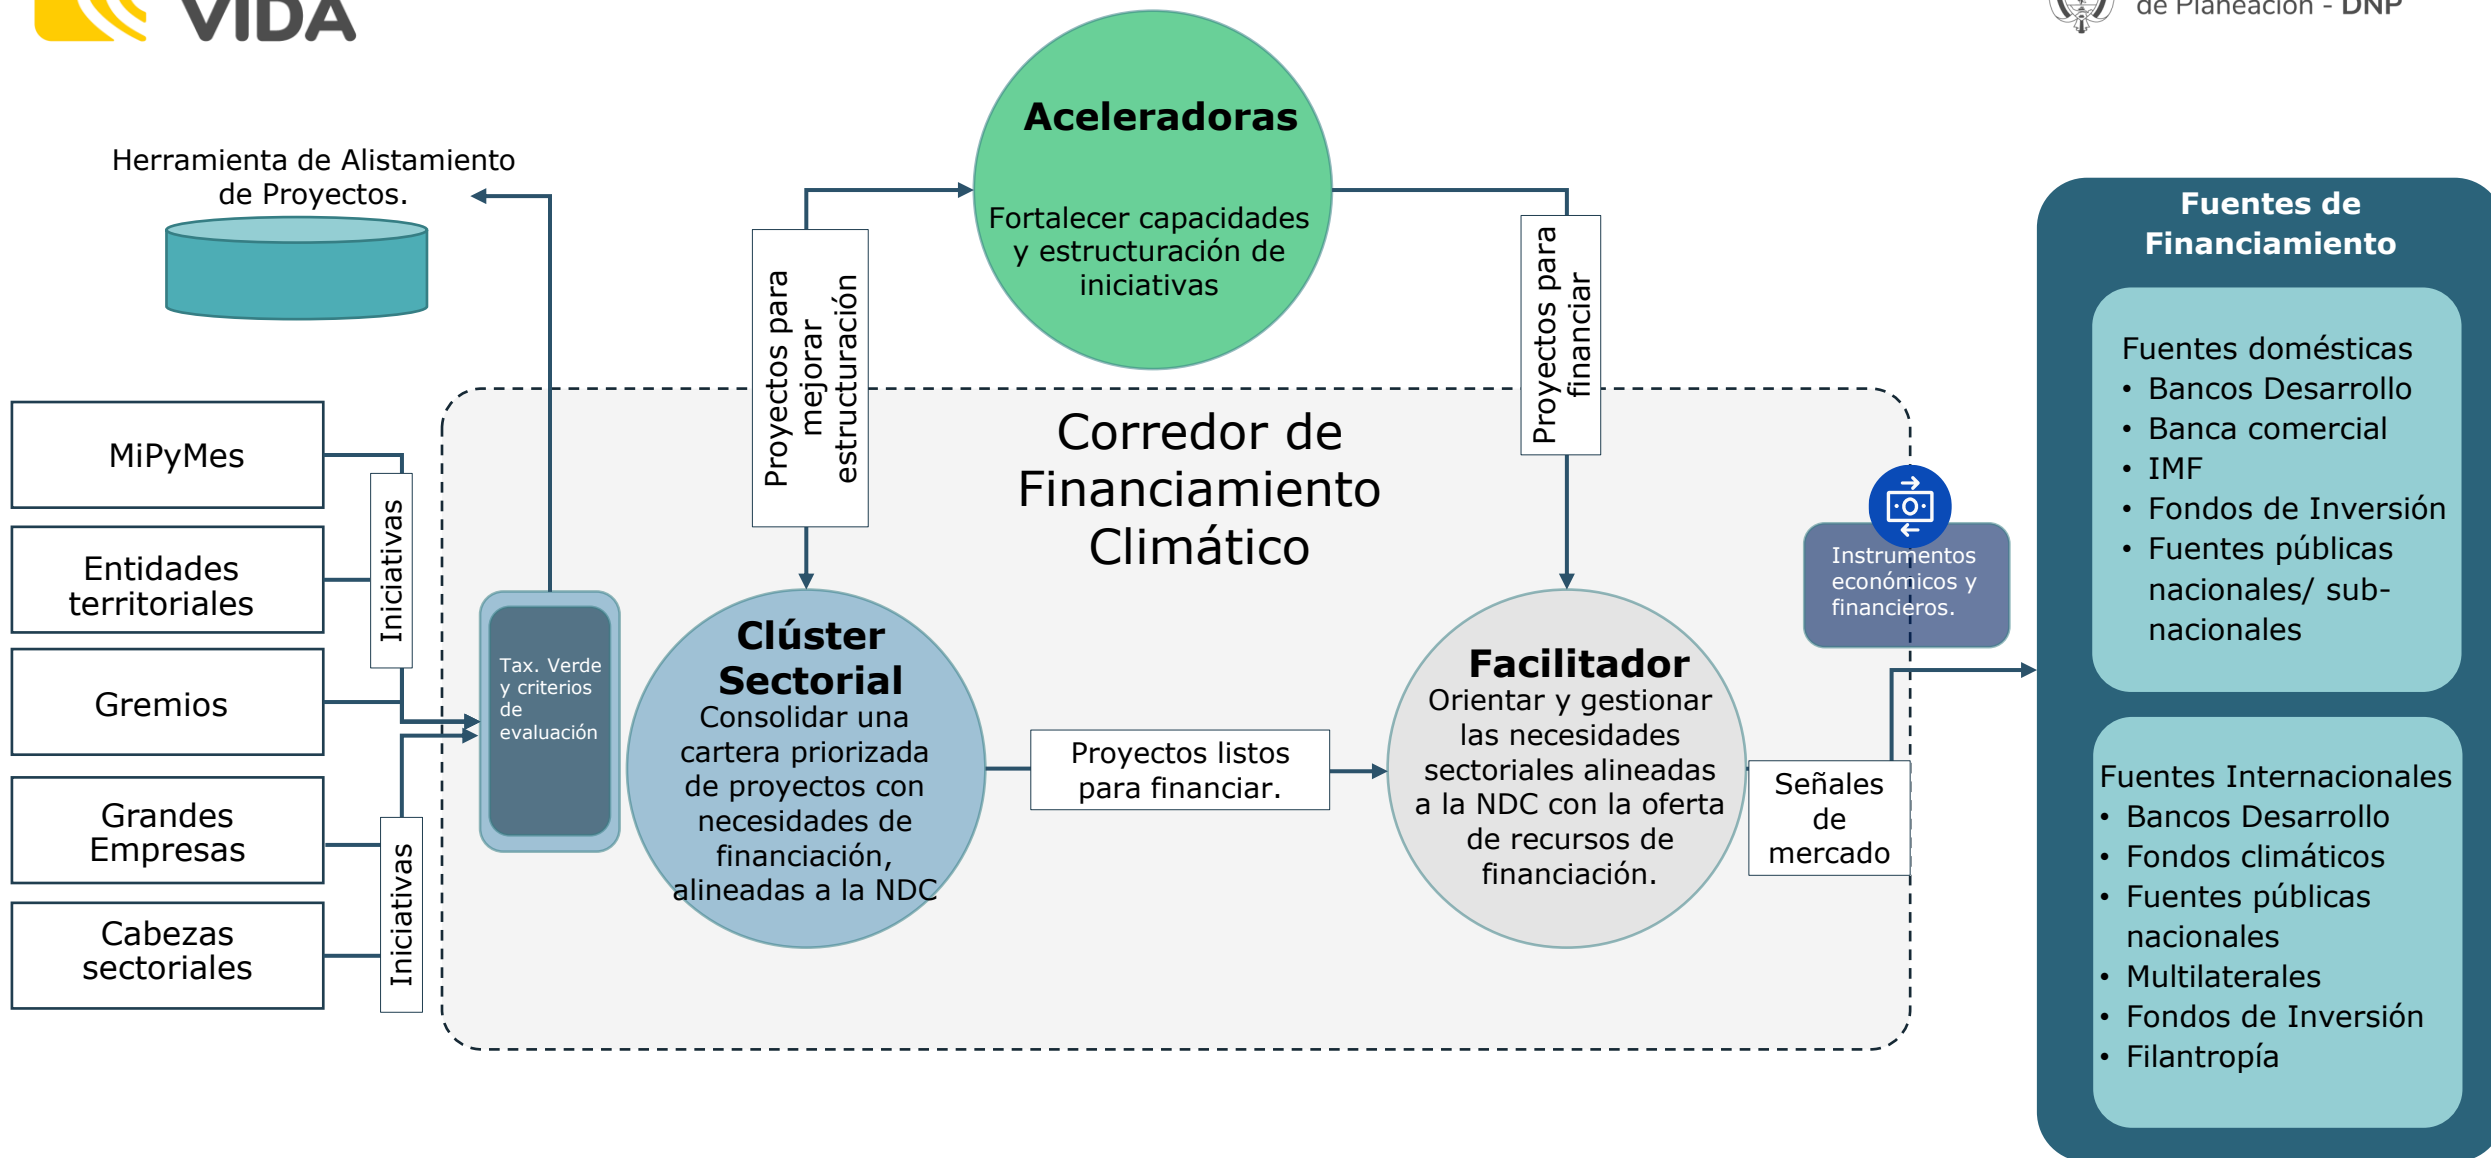 VIDA
de Planeación - DNP
Aceleradoras
Fortalecer capacidades
y estructuración de
iniciativas
Herramienta de Alistamiento
de Proyectos.
Proyectos para
mejorar
estructuración
Proyectos para
financiar
Corredor de
Financiamiento
Climático
MiPyMes
Entidades
territoriales
Gremios
Grandes
Empresas
Cabezas
sectoriales
Iniciativas
Iniciativas
Tax. Verde
y criterios
de
evaluación
Clúster
Sectorial
Consolidar una
cartera priorizada
de proyectos con
necesidades de
financiación,
alineadas a la NDC
Proyectos listos
para financiar.
Facilitador
Orientar y gestionar
las necesidades
sectoriales alineadas
a la NDC con la oferta
de recursos de
financiación.
Señales
de
mercado
Instrumentos
económicos y
financieros.
Fuentes de
Financiamiento
Fuentes domésticas
• Bancos Desarrollo
• Banca comercial
• IMF
• Fondos de Inversión
• Fuentes públicas
nacionales/ sub-
nacionales
Fuentes Internacionales
• Bancos Desarrollo
• Fondos climáticos
• Fuentes públicas
nacionales
• Multilaterales
• Fondos de Inversión
• Filantropía